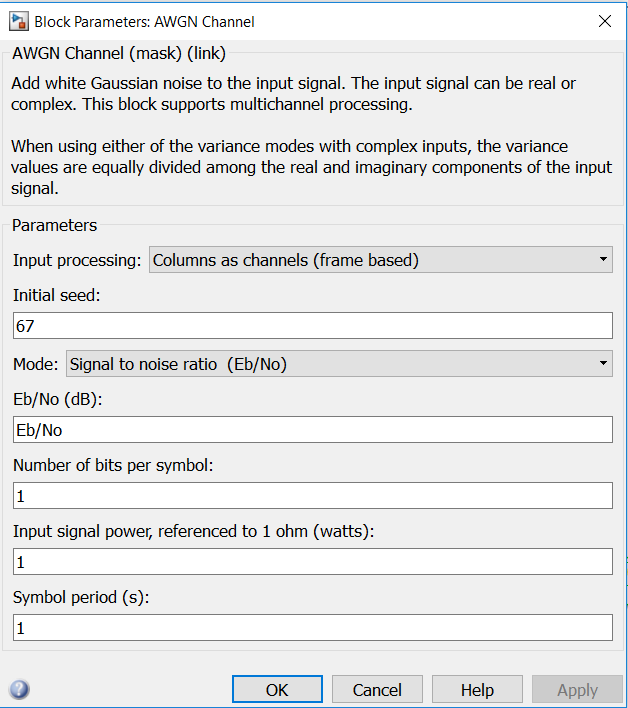 Block Parameters: AWGN Channel
AWGN Channel (mask) (link)
Add white Gaussian noise to the input signal. The input signal can be real or
complex. This block supports multichannel processing.
When using either of the variance modes with complex inputs, the variance
values are equally divided among the real and imaginary components of the input
signal.
Parameters
Input processing: Columns as channels (frame based)
Initial seed:
67
Mode: Signal to noise ratio  (Eb/No)
Eb/No (dB):
Eb/No
Number of bits per symbol:
1
Input signal power, referenced to 1 ohm (watts):
1
Symbol period (s):
1
? OK Cancel Help Apply